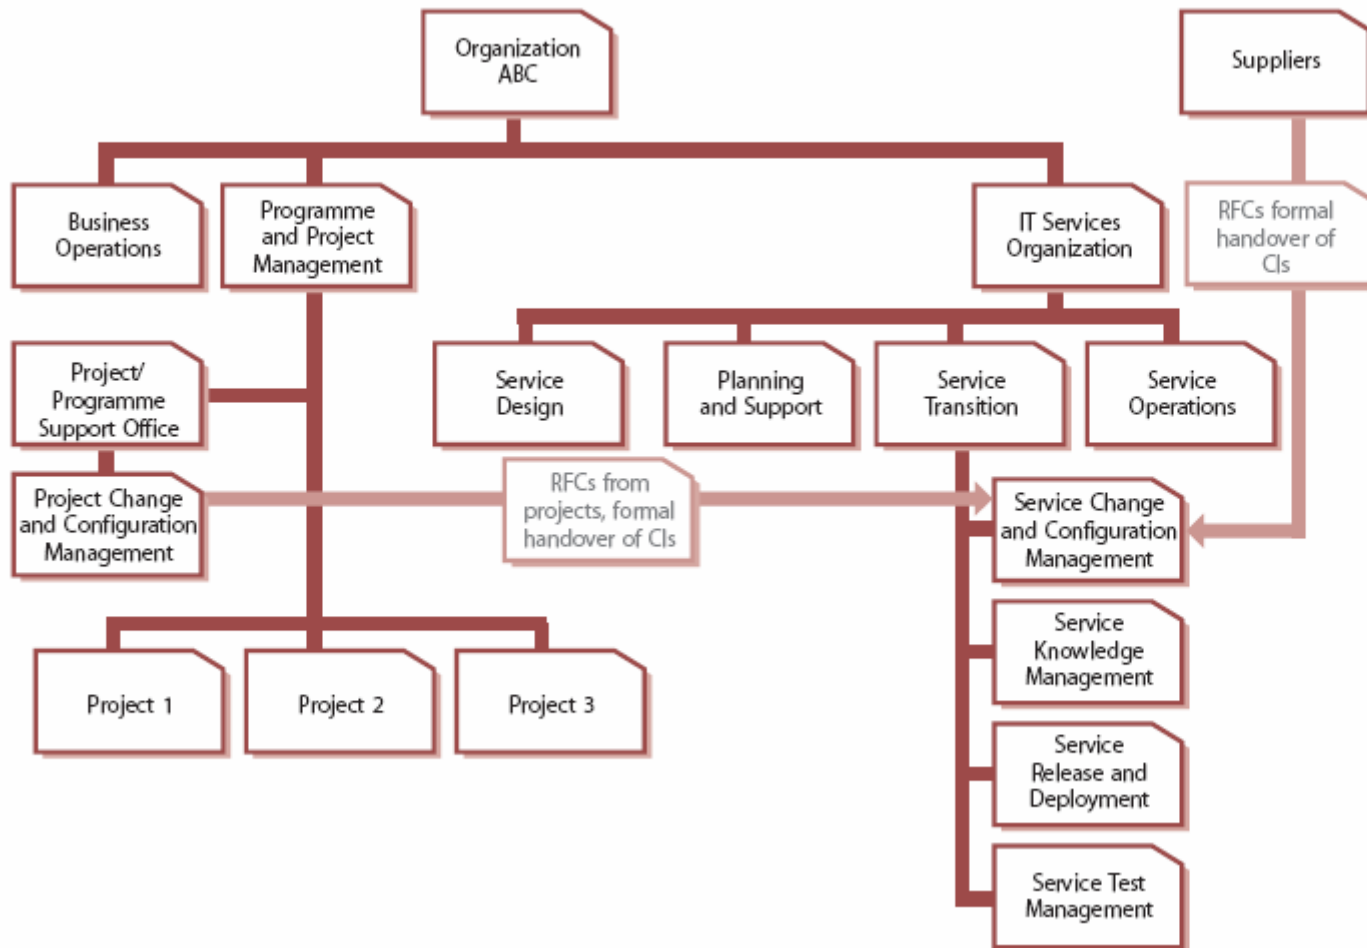 Organization
ABC
Suppliers
Business
Operations
Programme
and Project
Management
IT Services
Organization
RFCs formal
handover of
CIs
Project/
Programme
Support Office
Service
Design
Planning
and Support
Service
Transition
Service
Operations
Project Change
and Configuration
Management
RFCs from
projects, formal
handover of CIs
Service Change
and Configuration
Management
Service
Knowledge
Management
Project 1
Project 2
Project 3
Service
Release and
Deployment
Service Test
Management